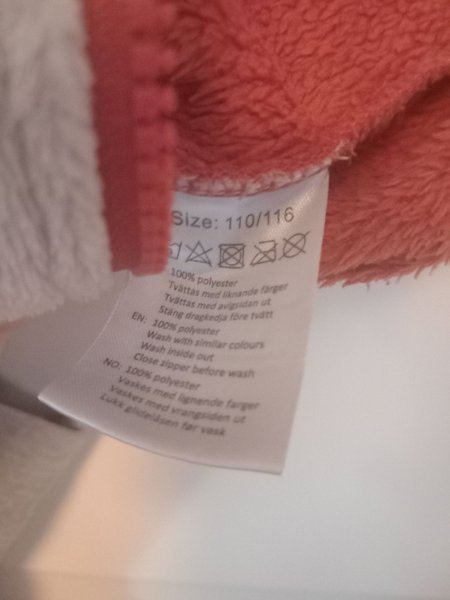 Size: 110/116
100% polyester
Tvättas med liknande färger
Tvättas med avigsidan ut
Stäng dragkedja före tvätt
EN: 100% polyester
Wash with similar colours
Wash inside out
Close zipper before wash
NO: 100% polyester
Vaskes med lignende farger
Vaskes med vrangsiden ut
Lukk glidelåsen før vask